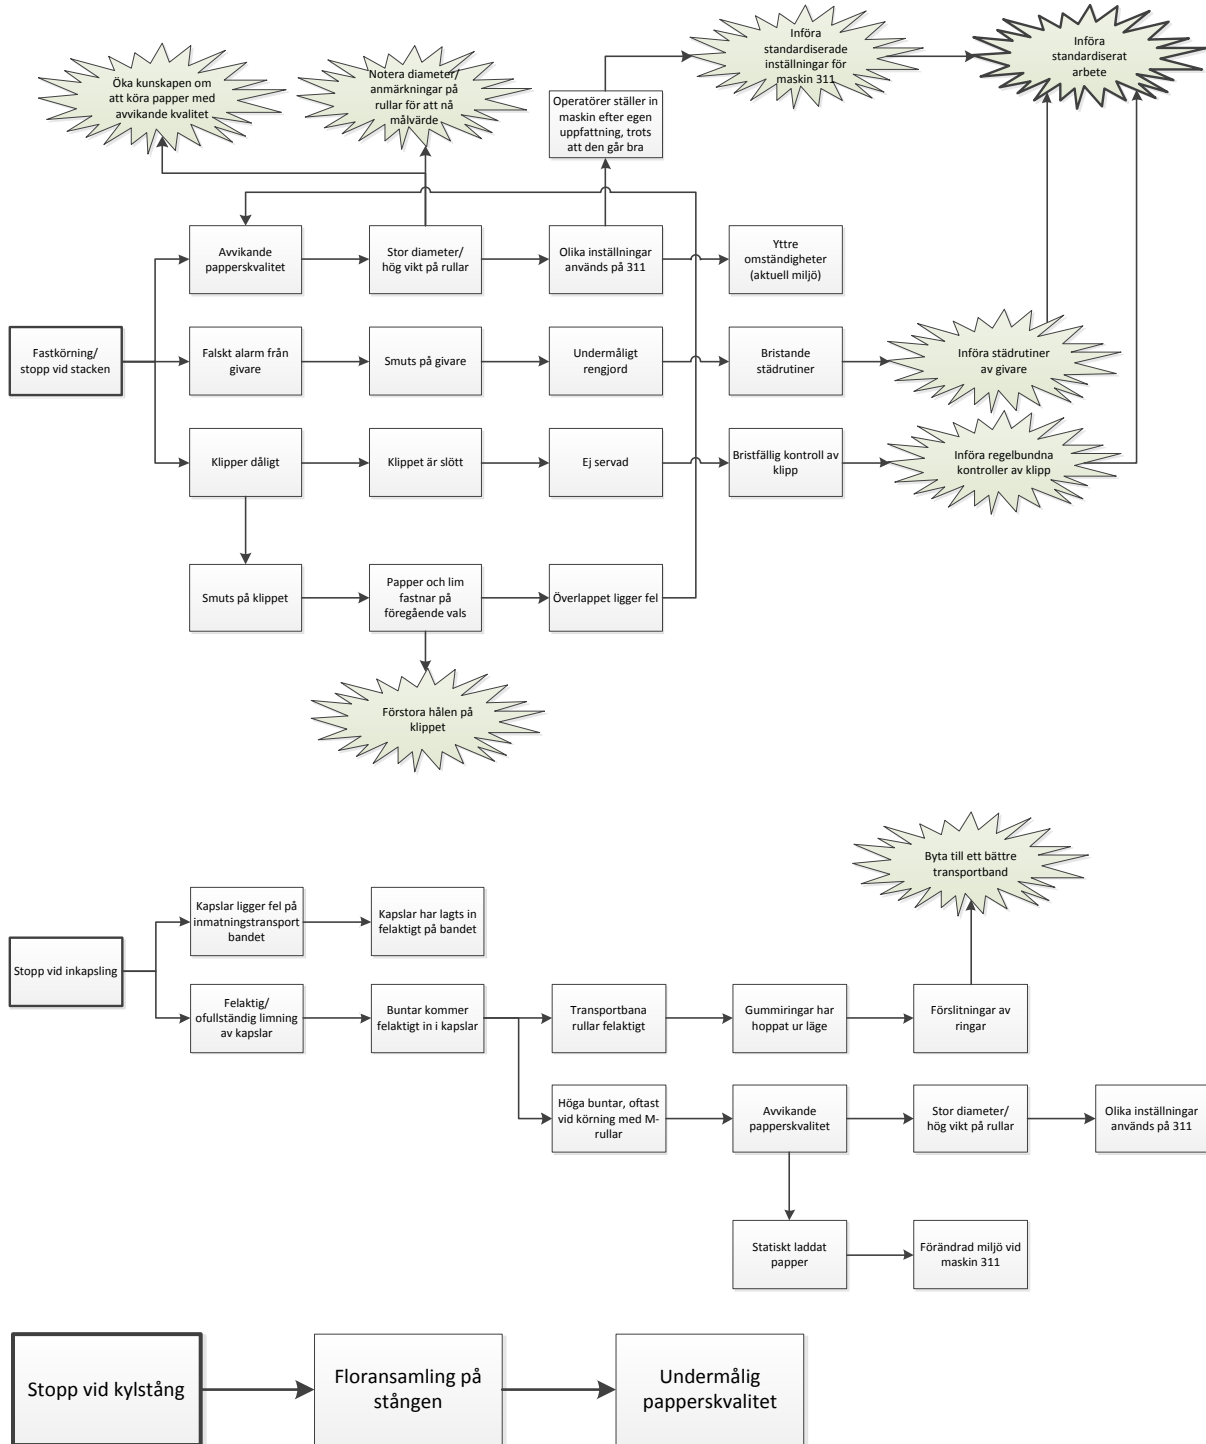 Införa
standardiserade
inställningar för
maskin 311
Införa
standardiserat
arbete
Öka kunskapen om
att köra papper med
avvikande kvalitet
Notera diameter/
anmärkningar på
rullar för att nå
målvärde
Operatörer ställer in
maskin efter egen
uppfattning, trots
att den går bra
Avvikande
papperskvalitet
Stor diameter/
hög vikt på rullar
Olika inställningar
används på 311
Yttre
omständigheter
(aktuell miljö)
Fastkörning/
stopp vid stacken
Falskt alarm från
givare
Smuts på givare
Undermåligt
rengjord
Bristande
städrutiner
Införa städrutiner
av givare
Klipper dåligt
Klippet är slött
Ej servad
Bristfällig kontroll av
klipp
Införa regelbundna
kontroller av klipp
Smuts på klippet
Papper och lim
fastnar på
föregående vals
Överlappet ligger fel
Förstora hålen på
klippet
Byta till ett bättre
transportband
Kapslar ligger fel på
inmatningstransport
bandet
Kapslar har lagts in
felaktigt på bandet
Stopp vid inkapsling
Felaktig/
ofullständig limning
av kapslar
Buntar kommer
felaktigt in i kapslar
Transportbana
rullar felaktigt
Gummiringar har
hoppat ur läge
Förslitningar av
ringar
Höga buntar, oftast
vid körning med M-
rullar
Avvikande
papperskvalitet
Stor diameter/
hög vikt på rullar
Olika inställningar
används på 311
Statiskt laddat
papper
Förändrad miljö vid
maskin 311
Stopp vid kylstång
Floransamling på
stången
Undermålig
papperskvalitet